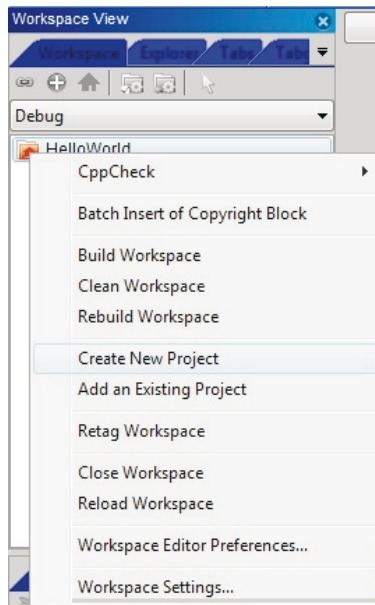 Workspace View
Workspace Explorer Tabs
Debug
HelloWorld
CppCheck
Batch Insert of Copyright Block
Build Workspace
Clean Workspace
Rebuild Workspace
Create New Project
Add an Existing Project
Retag Workspace
Close Workspace
Reload Workspace
Workspace Editor Preferences...
Workspace Settings...